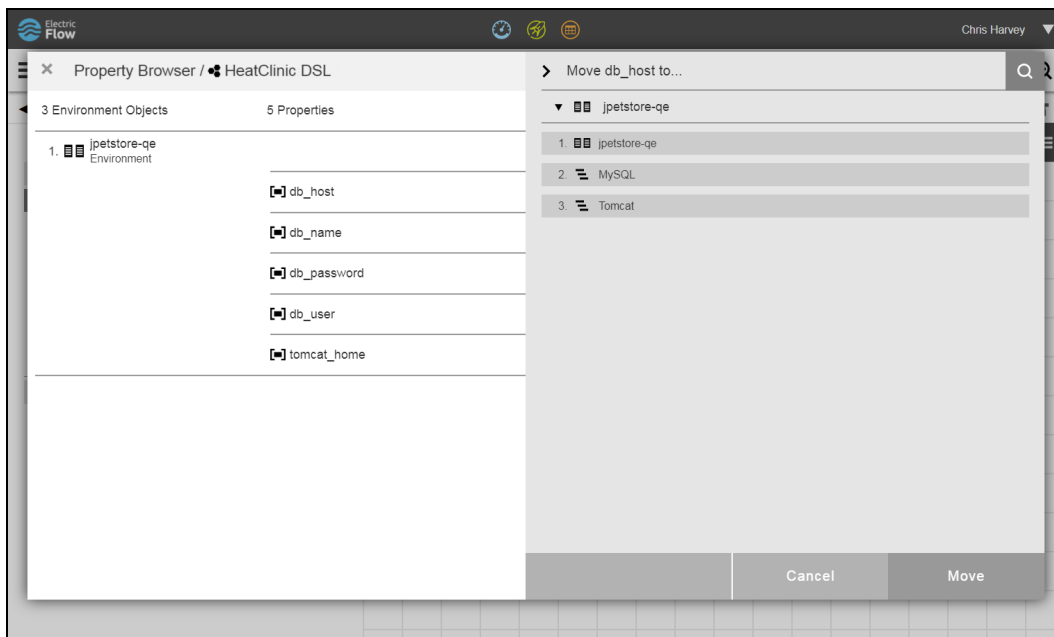 Electric
Flow
Chris Harvey
Property Browser / HeatClinic DSL
3 Environment Objects
5 Properties
1. jpetstore-qe
Environment
db_host
db_name
db_password
db_user
tomcat_home
Move db_host to...
jpetstore-qe
1. jpetstore-qe
2. MySQL
3. Tomcat
Cancel
Move